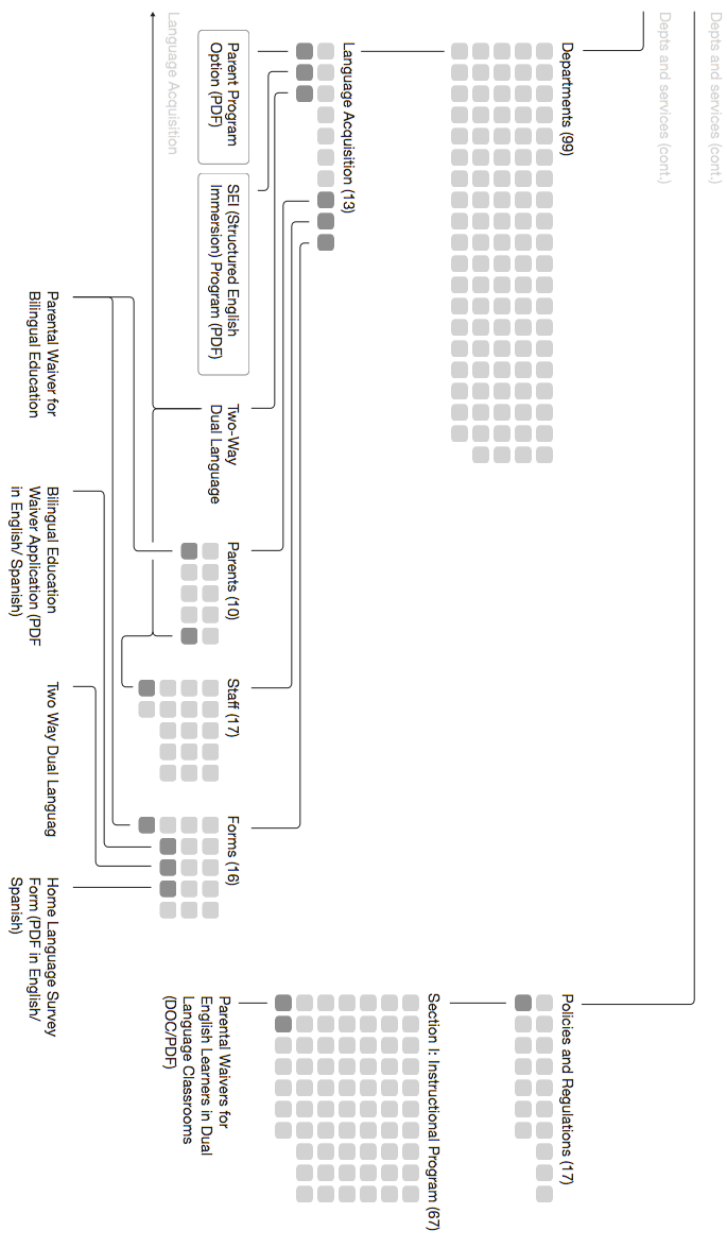 Depts and services (cont.)
Depts and services (cont.)
Departments (99)
Policies and Regulations (17)
Language Acquisition (13)
Section I: Instructional Program (67)
Parent Program
Option (PDF)
SEI (Structured English
Immersion) Program (PDF)
Two-Way
Dual Language
Parents (10)
Staff (17)
Forms (16)
Parental Waivers for
English Learners in Dual
Language Classrooms
(DOC/PDF)
Language Acquisition
Parental Waiver for
Bilingual Education
Bilingual Education
Waiver Application (PDF
in English/ Spanish)
Two Way Dual Languag
Home Language Survey
Form (PDF in English/
Spanish)